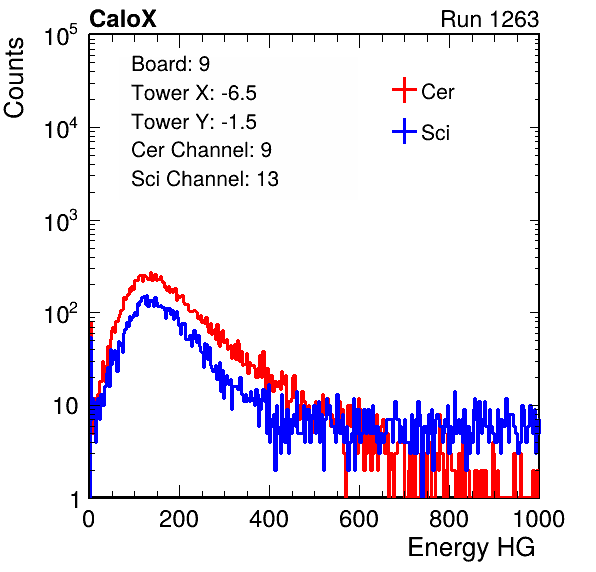 CaloX Run 1263
Counts
10^5
10^4
10^3
10^2
10
1
Board: 9
Tower X: -6.5
Tower Y: -1.5
Cer Channel: 9
Sci Channel: 13
Cer
Sci
0 200 400 600 800 1000
Energy HG